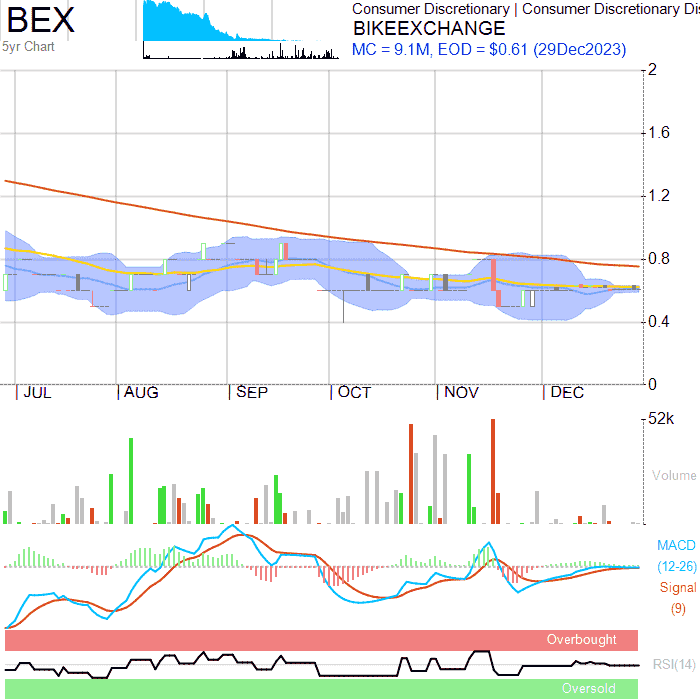 BEX
5yr Chart
Consumer Discretionary | Consumer Discretionary Dis
BIKEEXCHANGE
MC = 9.1M, EOD = $0.61 (29Dec2023)
2
1.6
1.2
0.8
0.4
0
JUL AUG SEP OCT NOV DEC
52k
Volume
MACD
(12-26)
Signal
(9)
Overbought
RSI(14)
Oversold